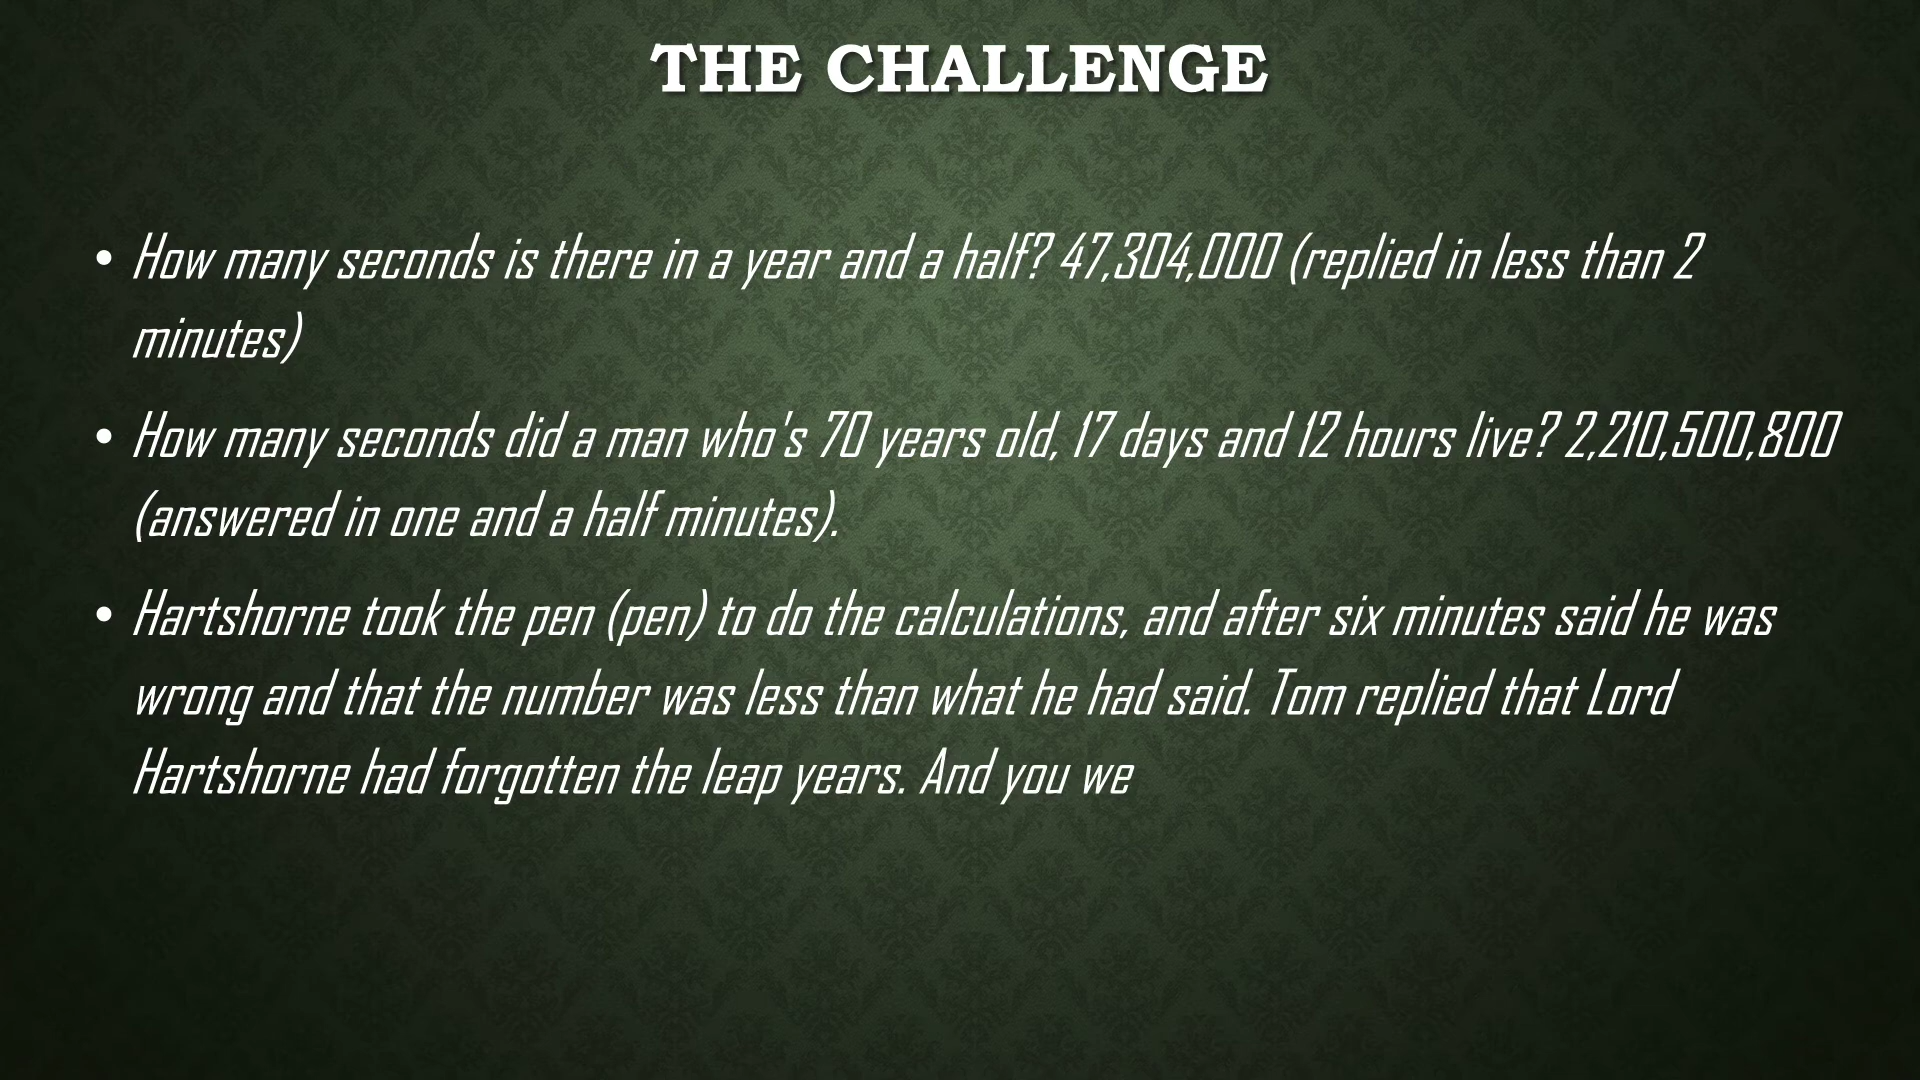 THE CHALLENGE
• How many seconds is there in a year and a half? 47,304,000 (replied in less than 2
minutes)
• How many seconds did a man who's 70 years old, 17 days and 12 hours live? 2,210,500,800
(answered in one and a half minutes).
• Hartshorne took the pen (pen) to do the calculations, and after six minutes said he was
wrong and that the number was less than what he had said. Tom replied that Lord
Hartshorne had forgotten the leap years. And you we